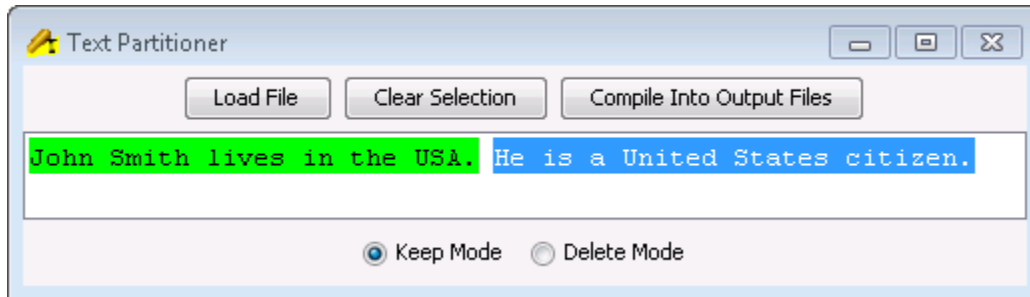 Text Partitioner
Load File Clear Selection Compile Into Output Files
John Smith lives in the USA. He is a United States citizen.
Keep Mode Delete Mode